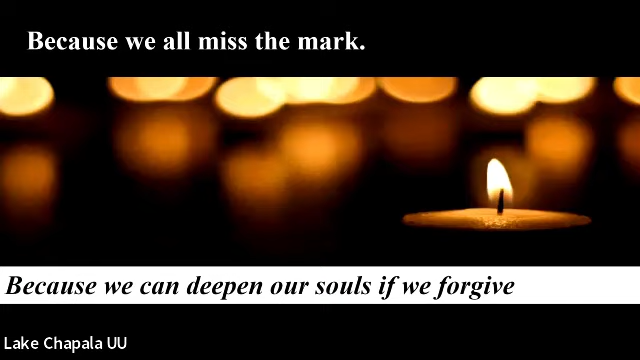 Because we all miss the mark.
Because we can deepen our souls if we forgive
Lake Chapala UU